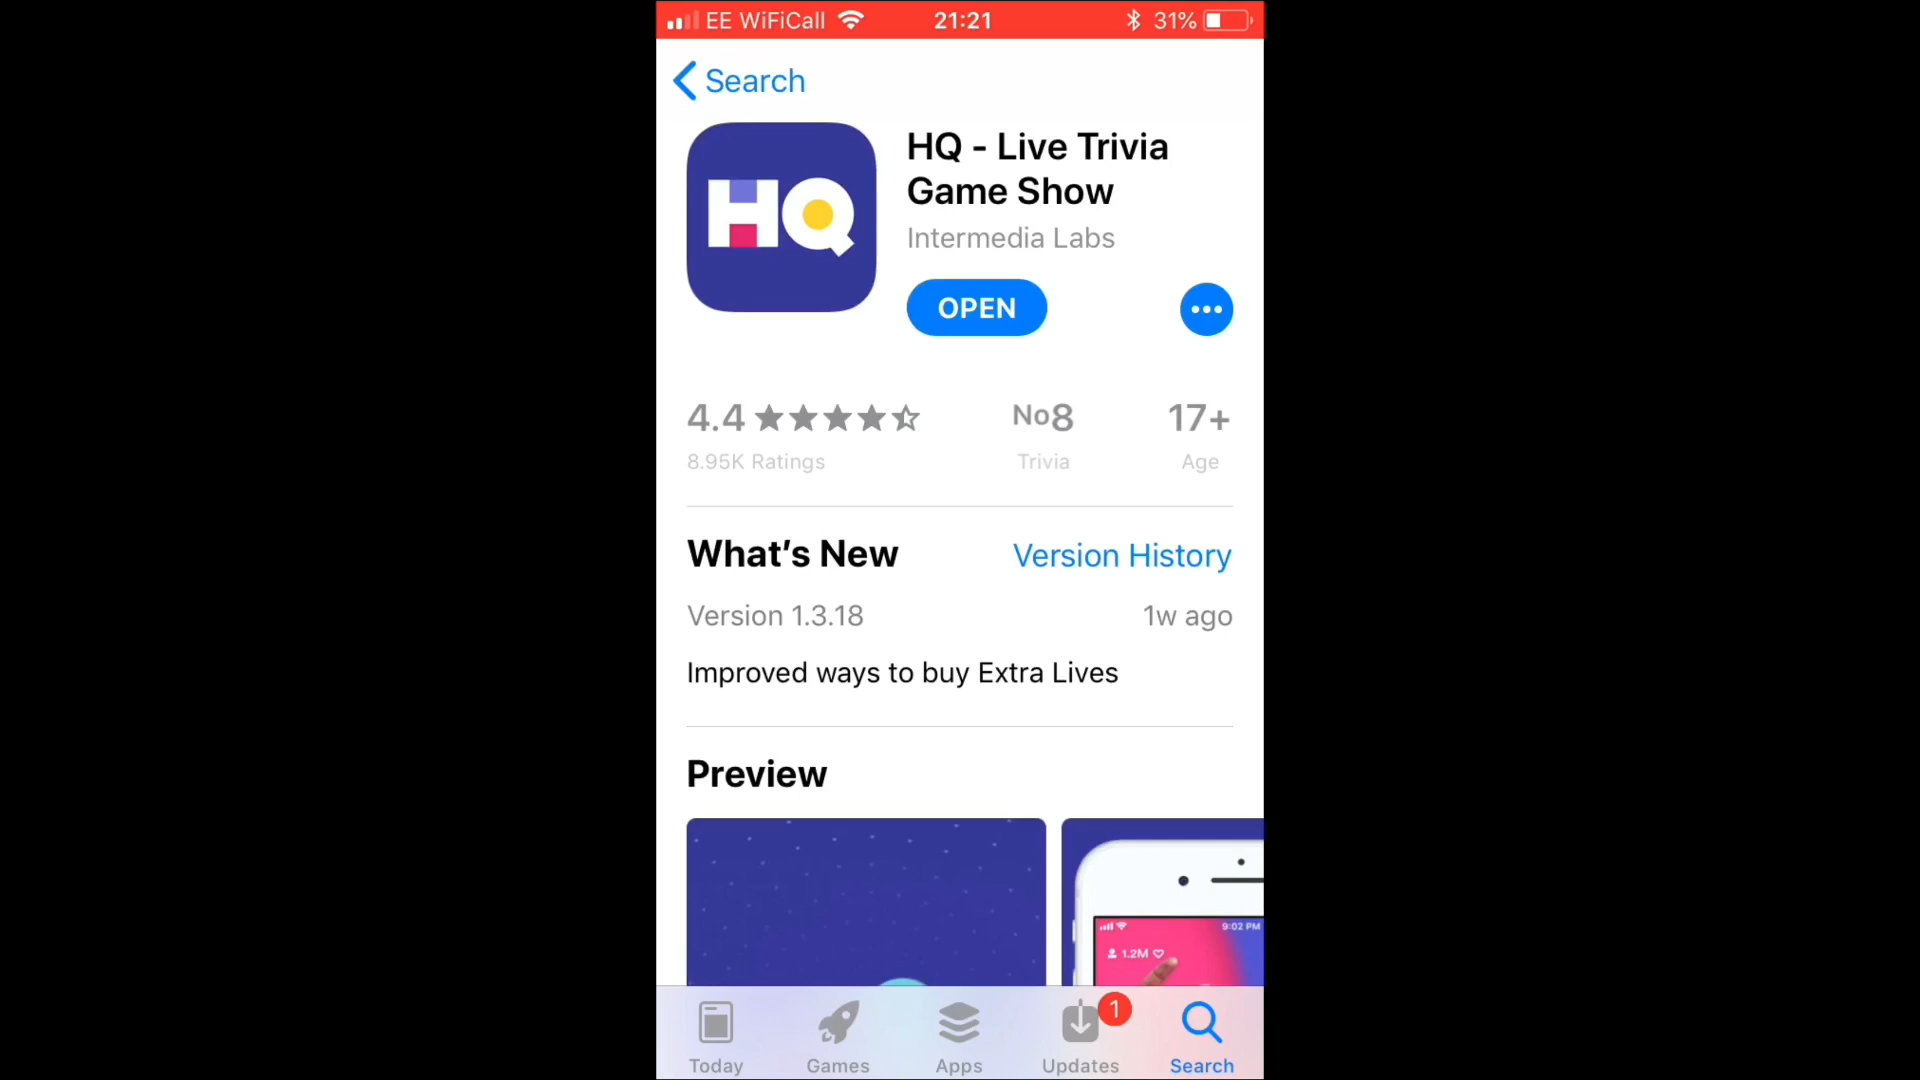 EE WiFiCall 21:21 31%
Search
HQ
HQ - Live Trivia
Game Show
Intermedia Labs
OPEN
4.4 No8 17+
8.95K Ratings Trivia Age
What's New Version History
Version 1.3.18 1w ago
Improved ways to buy Extra Lives
Preview
9:02 PM
1.2M
1
Today Games Apps Updates Search